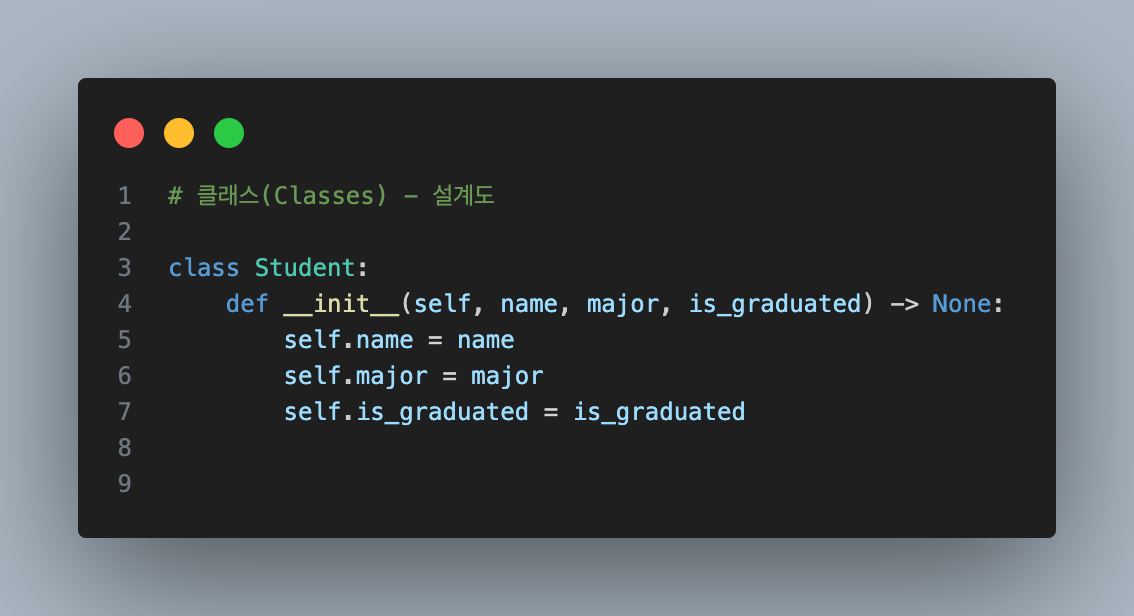 1 # 클래스(Classes) - 설계도
2
3 class Student:
4     def __init__(self, name, major, is_graduated) -> None:
5         self.name = name
6         self.major = major
7         self.is_graduated = is_graduated
8
9